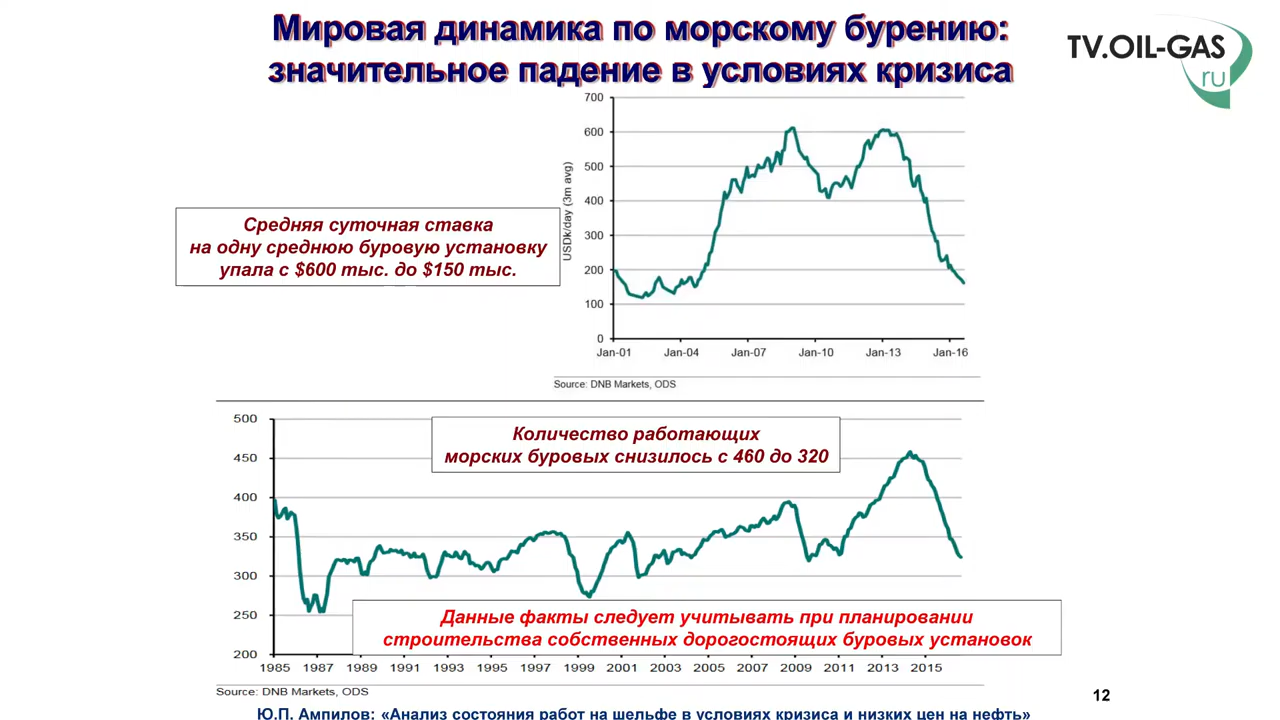 Мировая динамика по морскому бурению:
значительное падение в условиях кризиса
TV.OIL-GAS
ru
Средняя суточная ставка
на одну среднюю буровую установку
упала с $600 тыс. до $150 тыс.
USDk/day (3m avg)
700
600
500
400
300
200
100
0
Jan-01 Jan-04 Jan-07 Jan-10 Jan-13 Jan-16
Source: DNB Markets, ODS
Количество работающих
морских буровых снизилось с 460 до 320
500
450
400
350
300
250
200
Данные факты следует учитывать при планировании
строительства собственных дорогостоящих буровых установок
1985 1987 1989 1991 1993 1995 1997 1999 2001 2003 2005 2007 2009 2011 2013 2015
Source: DNB Markets, ODS
12
Ю.П. Ампилов: «Анализ состояния работ на шельфе в условиях кризиса и низких цен на нефть»